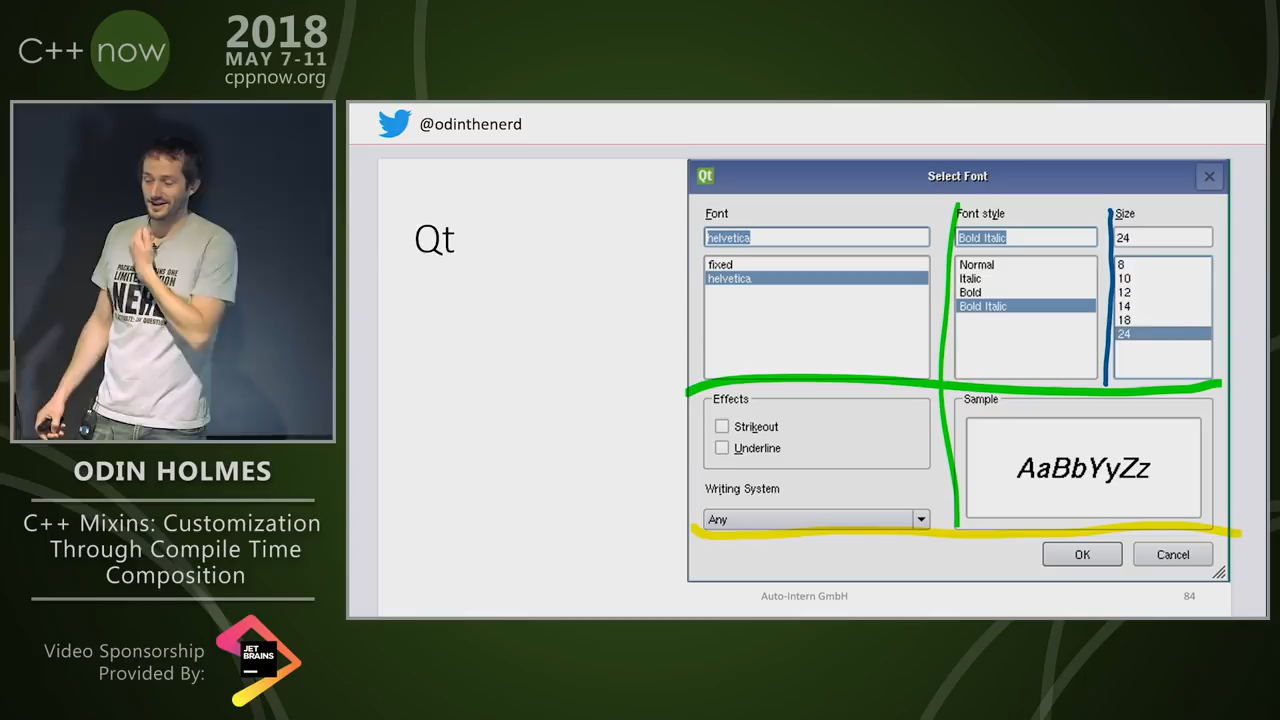 C++ now
2018
MAY 7-11
cppnow.org
@odinthenerd
Qt
Qt
Select Font
Font
Font style
Size
helvetica
Bold Italic
24
fixed
helvetica
Normal
Italic
Bold
Bold Italic
8
10
12
14
18
24
Effects
Strikeout
Underline
Sample
AaBbYyZz
Writing System
Any
OK
Cancel
Auto-Intern GmbH
84
LIMITED
NERD
ODIN HOLMES
C++ Mixins: Customization
Through Compile Time
Composition
Video Sponsorship
Provided By:
JET
BRAINS